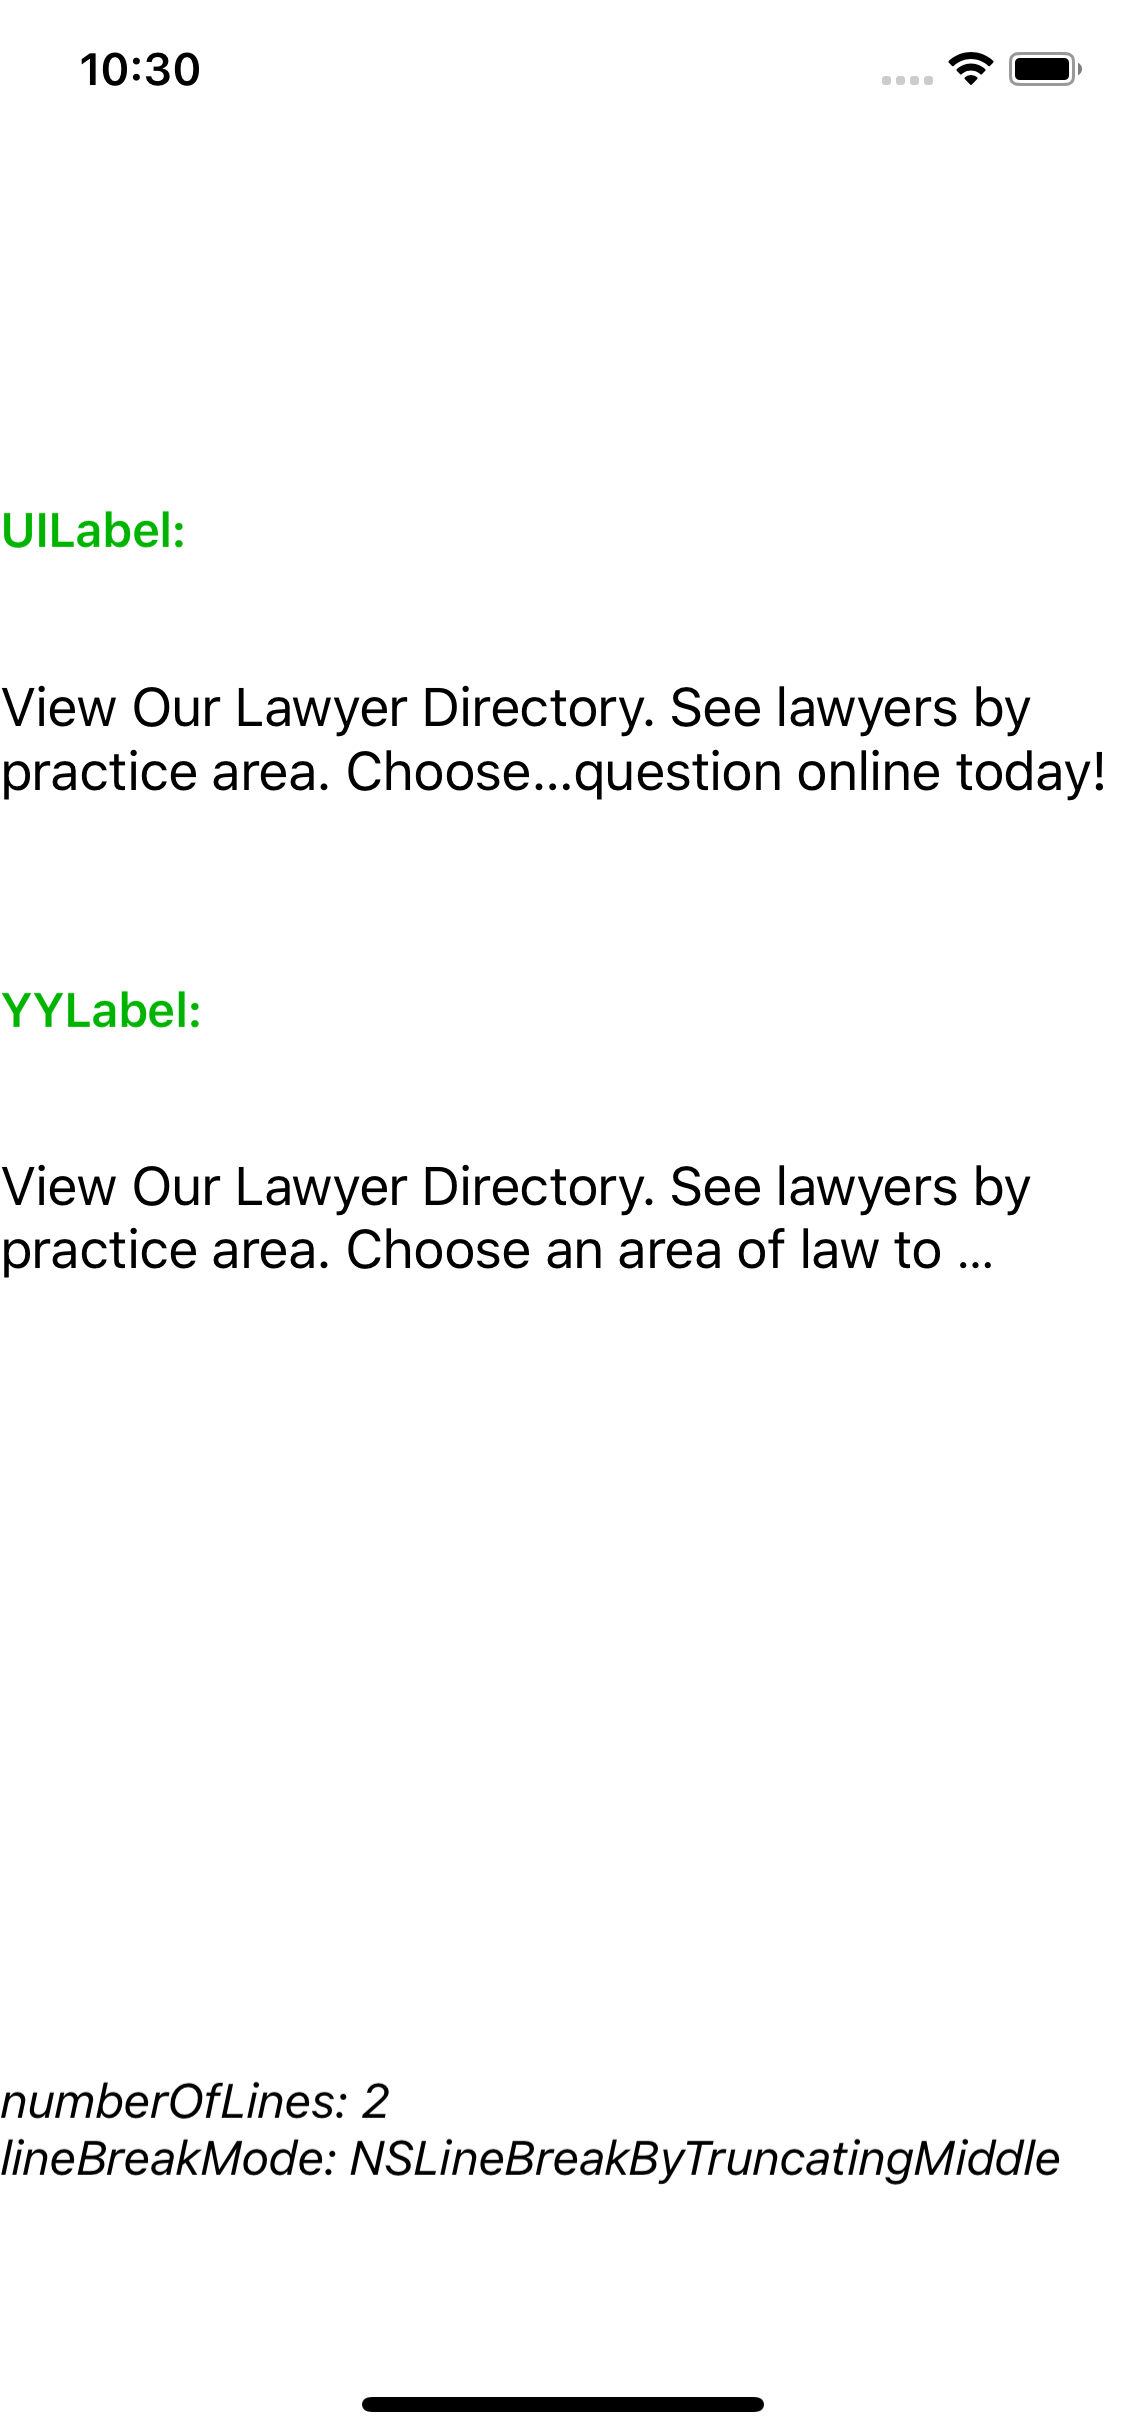 10:30
UILabel:
View Our Lawyer Directory. See lawyers by
practice area. Choose...question online today!
YYLabel:
View Our Lawyer Directory. See lawyers by
practice area. Choose an area of law to ...
numberOfLines: 2
lineBreakMode: NSLineBreakByTruncatingMiddle